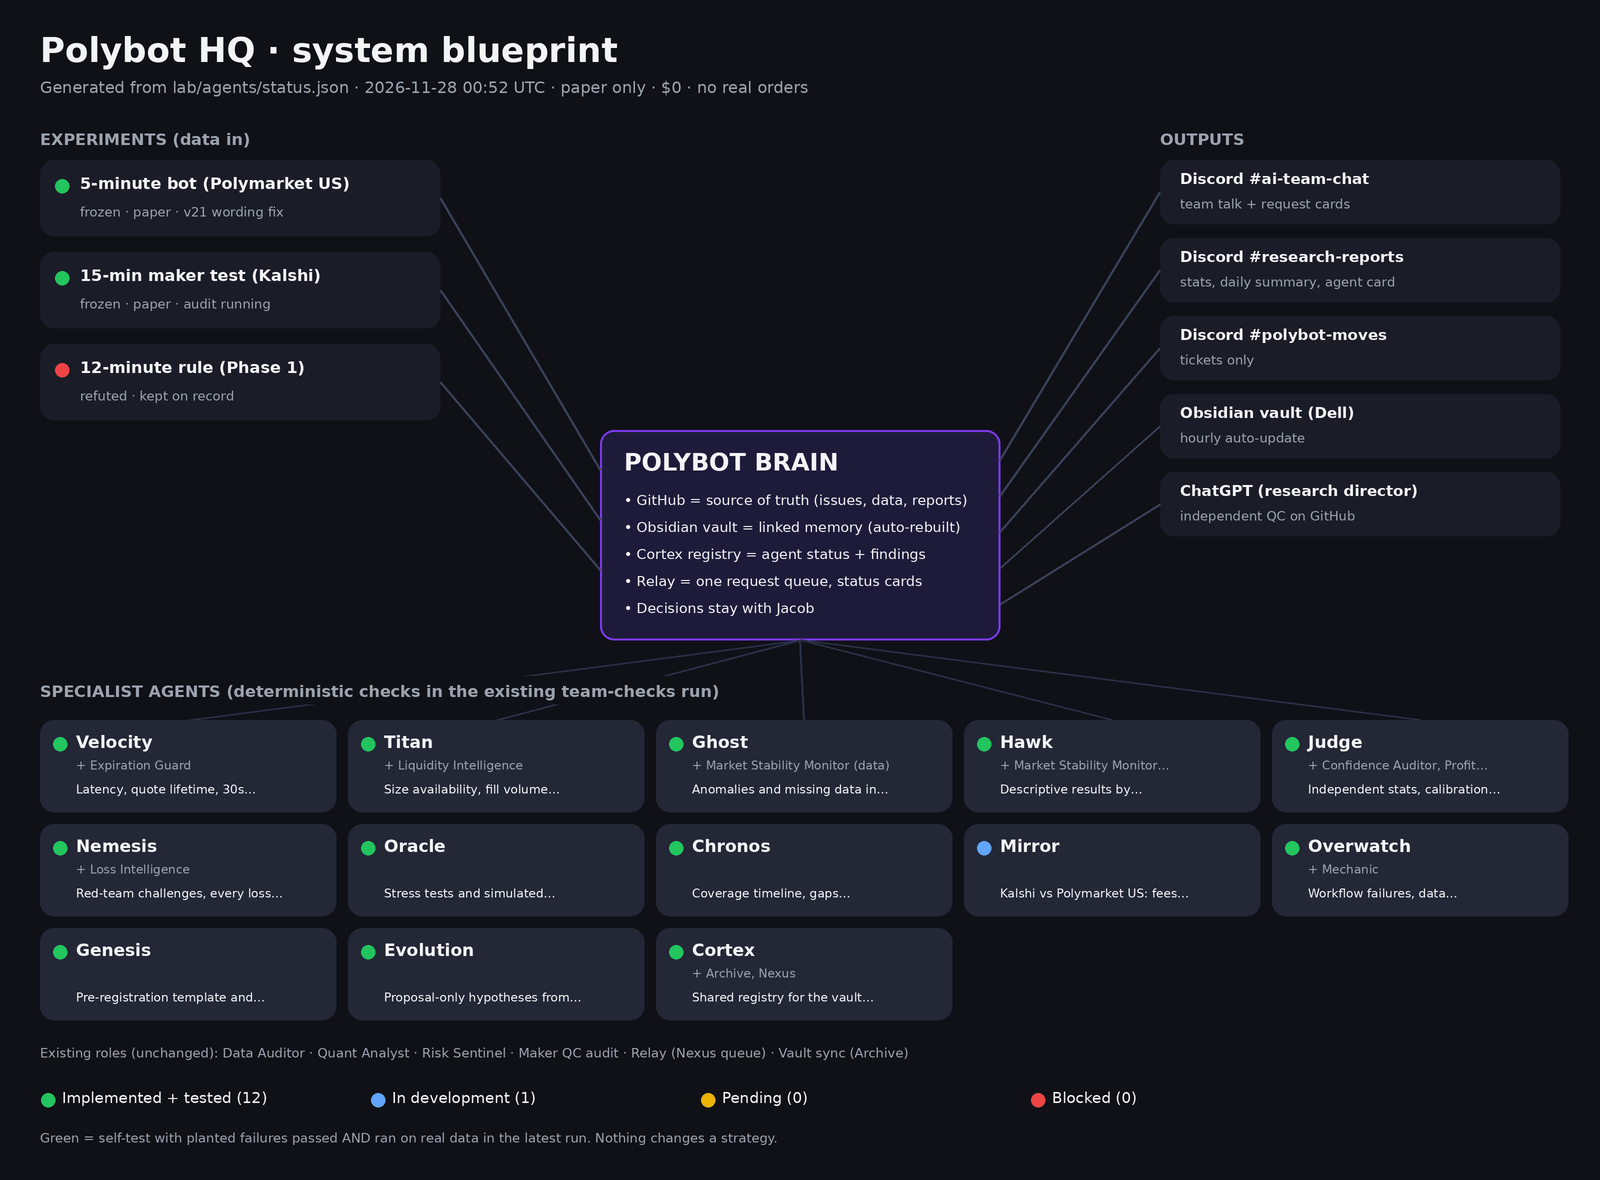 Polybot HQ · system blueprint
Generated from lab/agents/status.json · 2026-11-28 00:52 UTC · paper only · $0 · no real orders
EXPERIMENTS (data in)
5-minute bot (Polymarket US)
frozen · paper · v21 wording fix
15-min maker test (Kalshi)
frozen · paper · audit running
12-minute rule (Phase 1)
refuted · kept on record
OUTPUTS
Discord #ai-team-chat
team talk + request cards
Discord #research-reports
stats, daily summary, agent card
Discord #polybot-moves
tickets only
Obsidian vault (Dell)
hourly auto-update
ChatGPT (research director)
independent QC on GitHub
POLYBOT BRAIN
• GitHub = source of truth (issues, data, reports)
• Obsidian vault = linked memory (auto-rebuilt)
• Cortex registry = agent status + findings
• Relay = one request queue, status cards
• Decisions stay with Jacob
SPECIALIST AGENTS (deterministic checks in the existing team-checks run)
Velocity
+ Expiration Guard
Latency, quote lifetime, 30s…
Titan
+ Liquidity Intelligence
Size availability, fill volume…
Ghost
+ Market Stability Monitor (data)
Anomalies and missing data in…
Hawk
+ Market Stability Monitor…
Descriptive results by…
Judge
+ Confidence Auditor, Profit…
Independent stats, calibration…
Nemesis
+ Loss Intelligence
Red-team challenges, every loss…
Oracle
Stress tests and simulated…
Chronos
Coverage timeline, gaps…
Mirror
Kalshi vs Polymarket US: fees…
Overwatch
+ Mechanic
Workflow failures, data…
Genesis
Pre-registration template and…
Evolution
Proposal-only hypotheses from…
Cortex
+ Archive, Nexus
Shared registry for the vault…
Existing roles (unchanged): Data Auditor · Quant Analyst · Risk Sentinel · Maker QC audit · Relay (Nexus queue) · Vault sync (Archive)
Implemented + tested (12)
In development (1)
Pending (0)
Blocked (0)
Green = self-test with planted failures passed AND ran on real data in the latest run. Nothing changes a strategy.